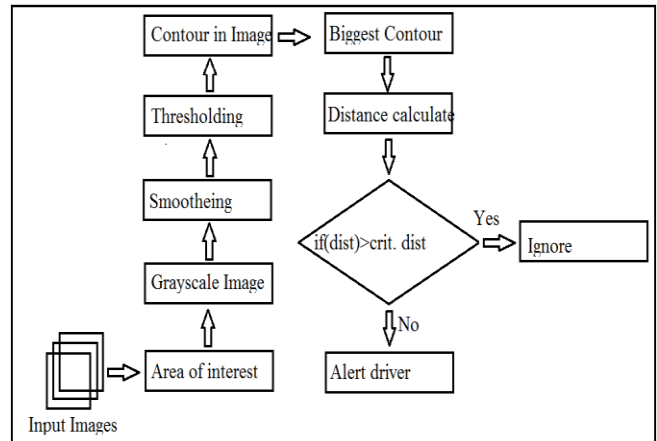 Contour in Image
Biggest Contour
Thresholding
Distance calculate
Smootheing
Yes
if(dist)>crit. dist
Ignore
Grayscale Image
No
Area of interest
Alert driver
Input Images